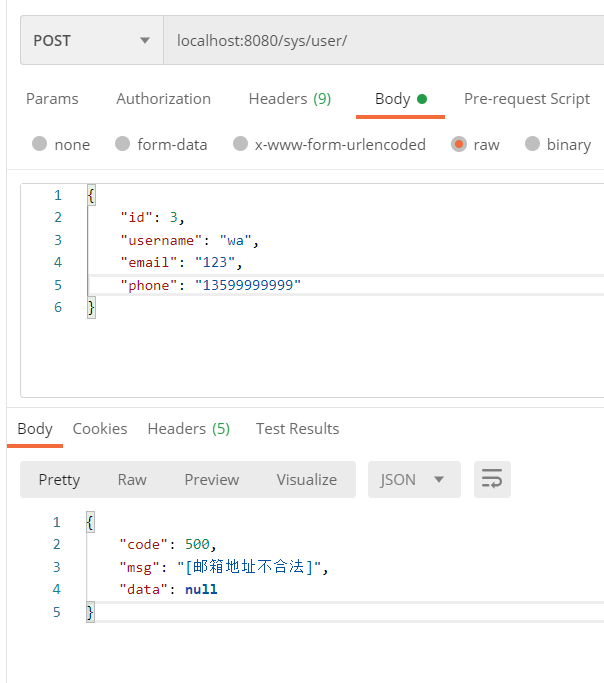 POST localhost:8080/sys/user/
Params Authorization Headers (9) Body Pre-request Script
none form-data x-www-form-urlencoded raw binary
1 {
2 "id": 3,
3 "username": "wa",
4 "email": "123",
5 "phone": "13599999999"
6 }
Body Cookies Headers (5) Test Results
Pretty Raw Preview Visualize JSON
1 {
2 "code": 500,
3 "msg": "[邮箱地址不合法]",
4 "data": null
5 }